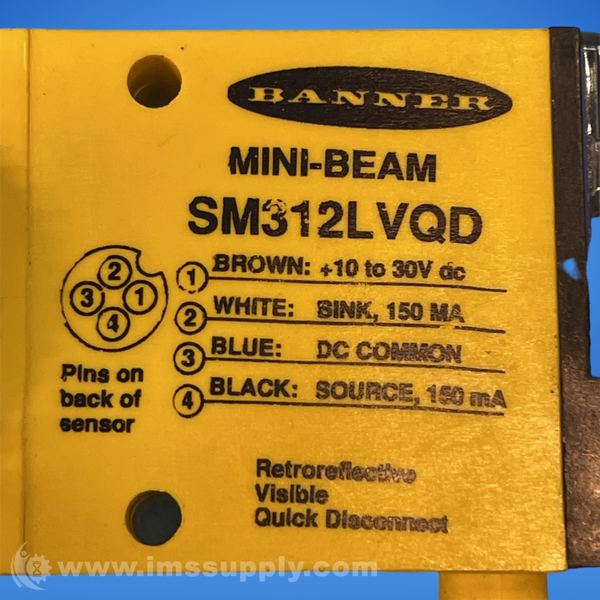 BANNER
MINI-BEAM
SM312LVQD
1 BROWN: +10 to 30V dc
2 WHITE: SINK, 150 MA
3 BLUE: DC COMMON
4 BLACK: SOURCE, 150 mA
2
3 1
4
Pins on
back of
sensor
Retroreflective
Visible
Quick Disconnect
www.imssupply.com